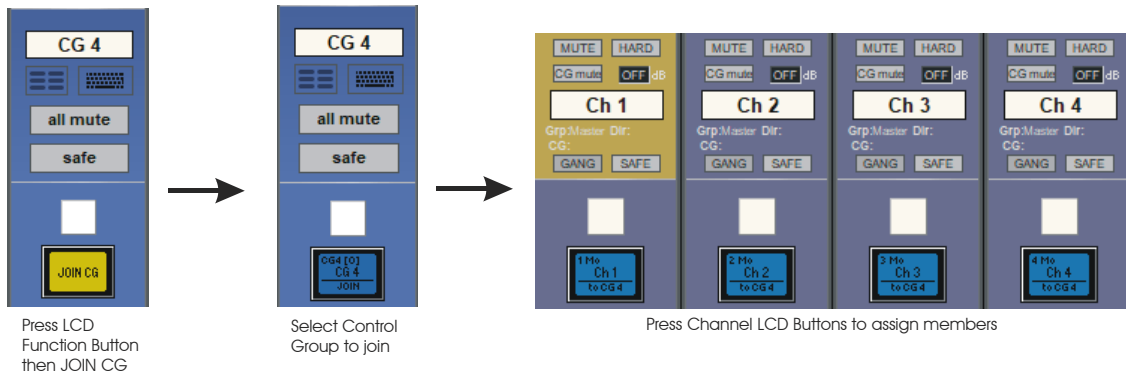 CG 4
all mute
safe
JOIN CG
Press LCD
Function Button
then JOIN CG
CG 4
all mute
safe
CG4 [0]
CG 4
JOIN
Select Control
Group to join
MUTE HARD
CG mute OFF dB
Ch 1
Grp:Master Dir:
CG:
GANG SAFE
1 Mo
Ch 1
to CG 4
MUTE HARD
CG mute OFF dB
Ch 2
Grp:Master Dir:
CG:
GANG SAFE
2 Mo
Ch 2
to CG 4
MUTE HARD
CG mute OFF dB
Ch 3
Grp:Master Dir:
CG:
GANG SAFE
3 Mo
Ch 3
to CG 4
MUTE HARD
CG mute OFF dB
Ch 4
Grp:Master Dir:
CG:
GANG SAFE
4 Mo
Ch 4
to CG 4
Press Channel LCD Buttons to assign members